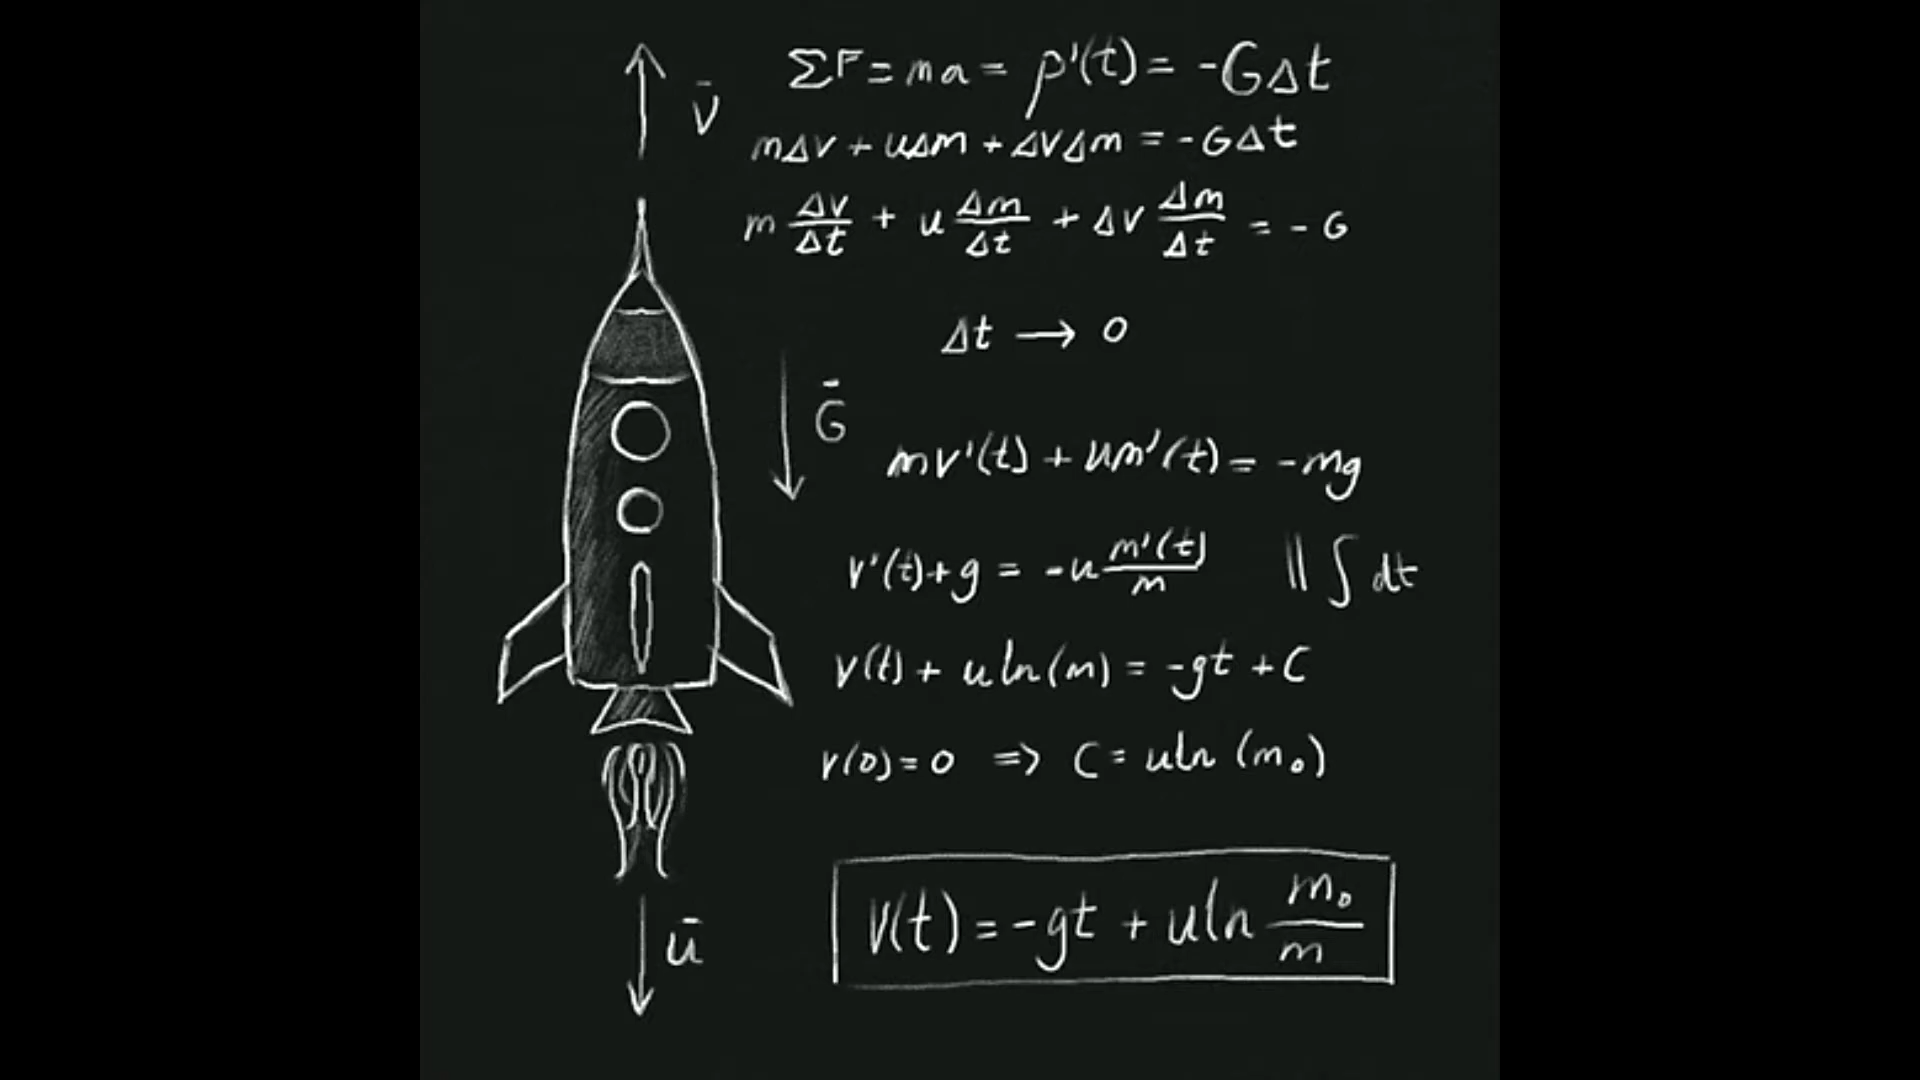 ΣF = ma = p'(t) = -GΔt
v̄
mΔv + uΔm + ΔvΔm = -GΔt
m Δv/Δt + u Δm/Δt + Δv Δm/Δt = -G
Δt → 0
Ḡ
mv'(t) + um'(t) = -mg
v'(t) + g = -u m'(t)/m || ∫ dt
v(t) + u ln(m) = -gt + C
v(0) = 0 => C = u ln (m₀)
v(t) = -gt + u ln m₀/m
ū